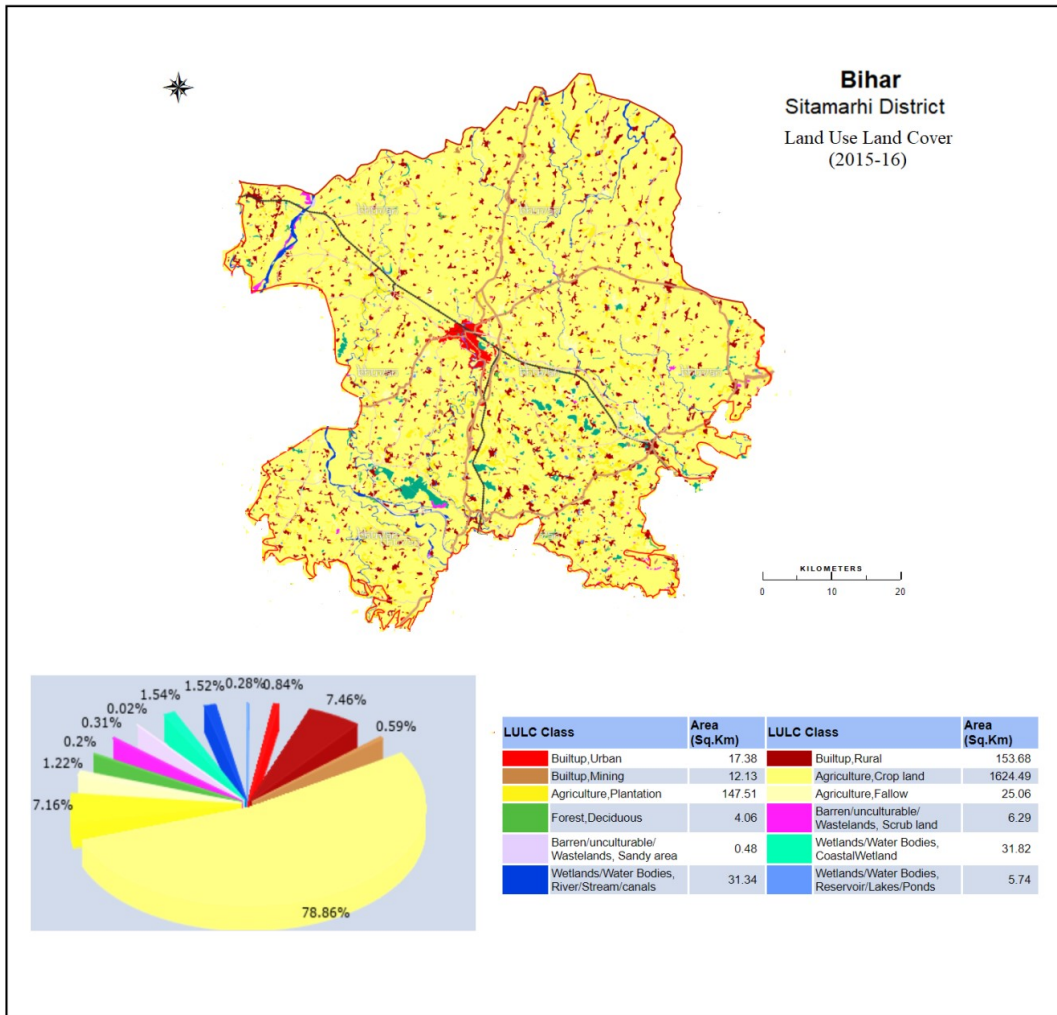 Bihar
Sitamarhi District
Land Use Land Cover
(2015-16)
KILOMETERS
0 10 20
0.28% 0.84%
1.52%
1.54%
7.46%
0.02%
0.59%
0.31%
0.2%
1.22%
7.16%
78.86%
LULC Class Area (Sq.Km) LULC Class Area (Sq.Km)
Builtup,Urban 17.38 Builtup,Rural 153.68
Builtup,Mining 12.13 Agriculture,Crop land 1624.49
Agriculture,Plantation 147.51 Agriculture,Fallow 25.06
Forest,Deciduous 4.06 Barren/unculturable/ Wastelands, Scrub land 6.29
Barren/unculturable/ Wastelands, Sandy area 0.48 Wetlands/Water Bodies, CoastalWetland 31.82
Wetlands/Water Bodies, River/Stream/canals 31.34 Wetlands/Water Bodies, Reservoir/Lakes/Ponds 5.74